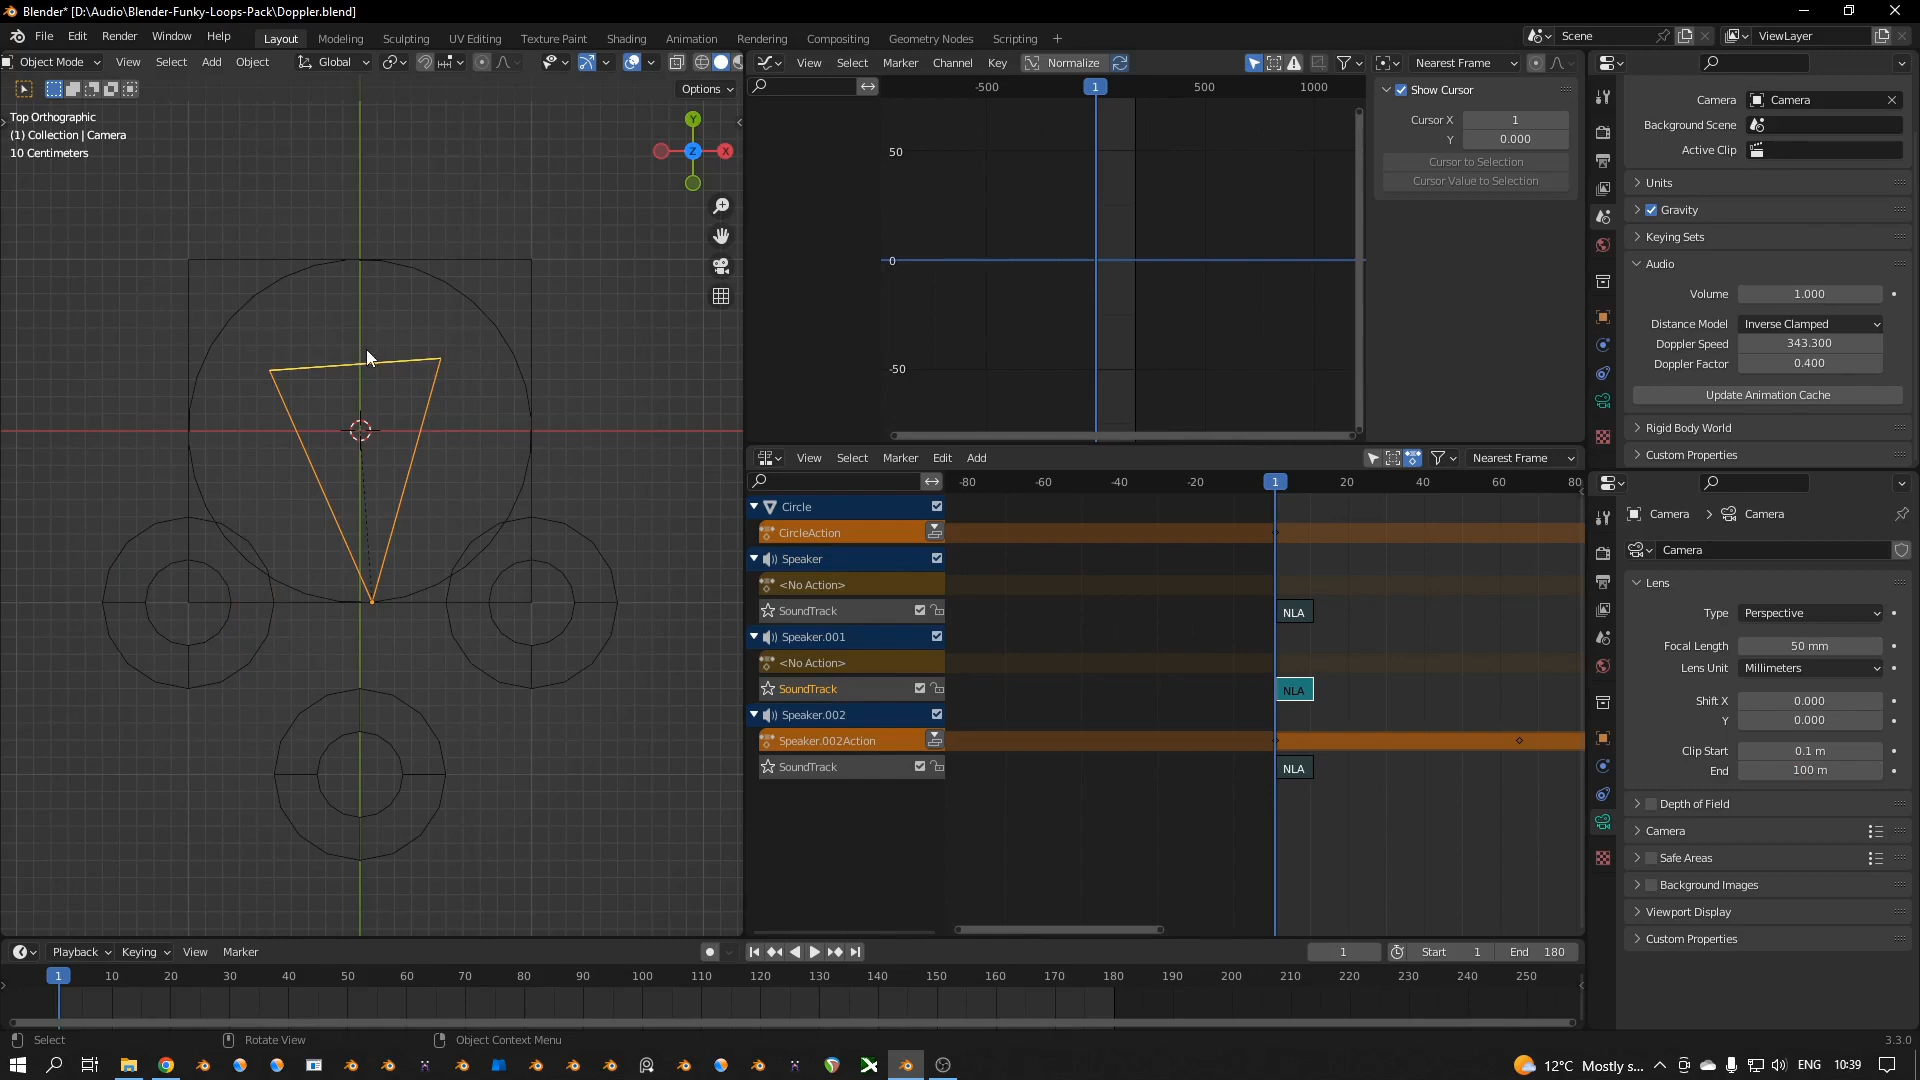 Blender* [D:\Audio\Blender-Funky-Loops-Pack\Doppler.blend]
File Edit Render Window Help Layout Modeling Sculpting UV Editing Texture Paint Shading Animation Rendering Compositing Geometry Nodes Scripting + Scene ViewLayer
Object Mode View Select Add Object Global
Options
Top Orthographic
(1) Collection | Camera
10 Centimeters
Y
Z
X
View Select Marker Channel Key Normalize Nearest Frame
-500 1 500 1000
50
0
-50
Show Cursor
Cursor X 1
Y 0.000
Cursor to Selection
Cursor Value to Selection
View Select Marker Edit Add Nearest Frame
-80 -60 -40 -20 1 20 40 60 80
Circle
CircleAction
Speaker
<No Action>
SoundTrack NLA
Speaker.001
<No Action>
SoundTrack NLA
Speaker.002
Speaker.002Action
SoundTrack NLA
Camera Camera
Background Scene
Active Clip
Units
Gravity
Keying Sets
Audio
Volume 1.000
Distance Model Inverse Clamped
Doppler Speed 343.300
Doppler Factor 0.400
Update Animation Cache
Rigid Body World
Custom Properties
Camera > Camera
Camera
Lens
Type Perspective
Focal Length 50 mm
Lens Unit Millimeters
Shift X 0.000
Y 0.000
Clip Start 0.1 m
End 100 m
Depth of Field
Camera
Safe Areas
Background Images
Viewport Display
Custom Properties
Playback Keying View Marker 1 Start 1 End 180
1 10 20 30 40 50 60 70 80 90 100 110 120 130 140 150 160 170 180 190 200 210 220 230 240 250
Select Rotate View Object Context Menu 3.3.0
12°C Mostly s... ENG 10:39